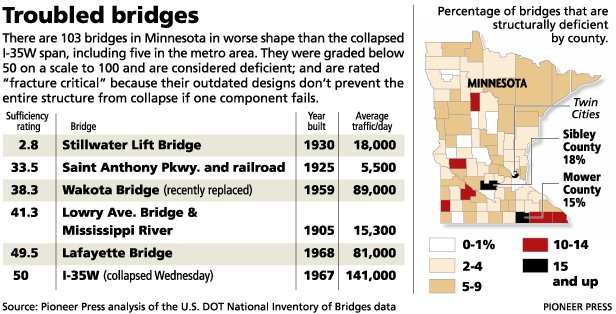 Troubled bridges
There are 103 bridges in Minnesota in worse shape than the collapsed
I-35W span, including five in the metro area. They were graded below
50 on a scale to 100 and are considered deficient; and are rated
“fracture critical” because their outdated designs don’t prevent the
entire structure from collapse if one component fails.
Sufficiency rating Bridge Year built Average traffic/day
2.8 Stillwater Lift Bridge 1930 18,000
33.5 Saint Anthony Pkwy. and railroad 1925 5,500
38.3 Wakota Bridge (recently replaced) 1959 89,000
41.3 Lowry Ave. Bridge &
Mississippi River 1905 15,300
49.5 Lafayette Bridge 1968 81,000
50 I-35W (collapsed Wednesday) 1967 141,000
Source: Pioneer Press analysis of the U.S. DOT National Inventory of Bridges data
Percentage of bridges that are
structurally deficient
by county.
MINNESOTA
Twin
Cities
Sibley
County
18%
Mower
County
15%
0-1%
2-4
5-9
10-14
15
and up
PIONEER PRESS